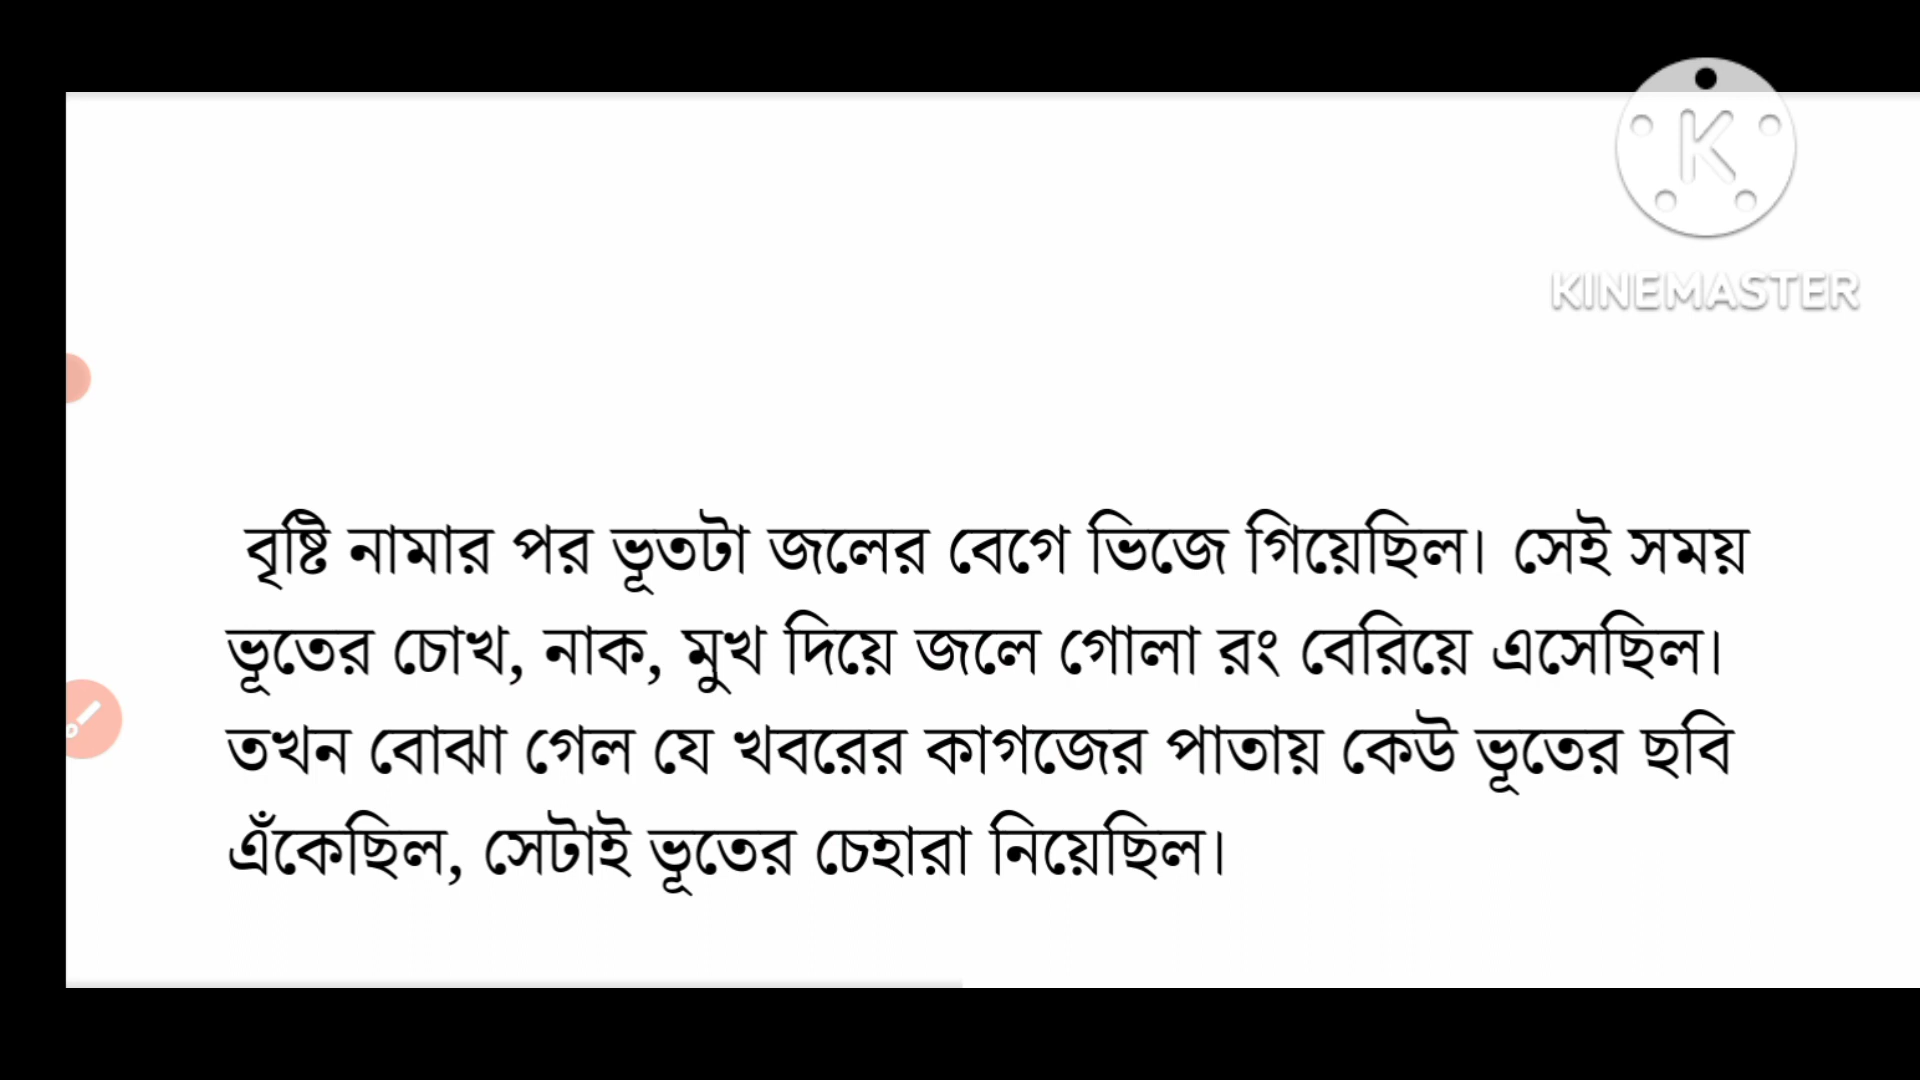 K
KINEMASTER
বৃষ্টি নামার পর ভূতটা জলের বেগে ভিজে গিয়েছিল। সেই সময়
ভূতের চোখ, নাক, মুখ দিয়ে জলে গোলা রং বেরিয়ে এসেছিল।
তখন বোঝা গেল যে খবরের কাগজের পাতায় কেউ ভূতের ছবি
এঁকেছিল, সেটাই ভূতের চেহারা নিয়েছিল।